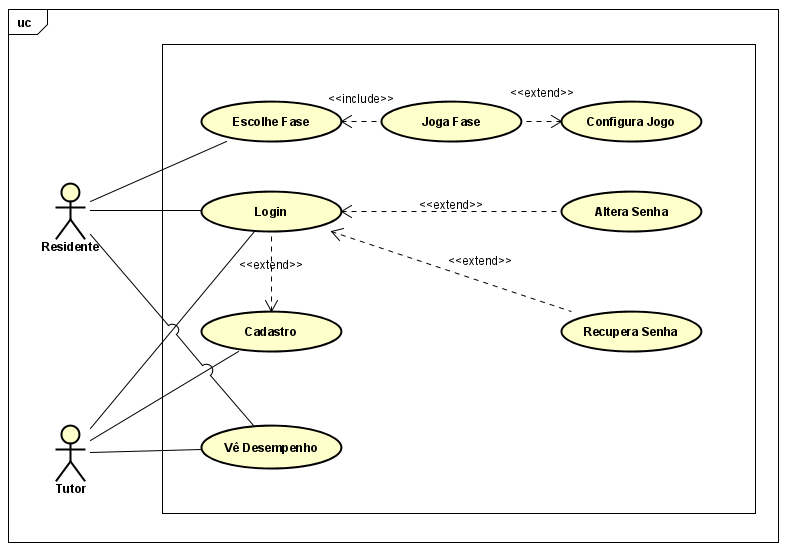 uc
<<include>>
<<extend>>
Escolhe Fase
Joga Fase
Configura Jogo
<<extend>>
Login
Altera Senha
Residente
<<extend>>
<<extend>>
Cadastro
Recupera Senha
Vê Desempenho
Tutor